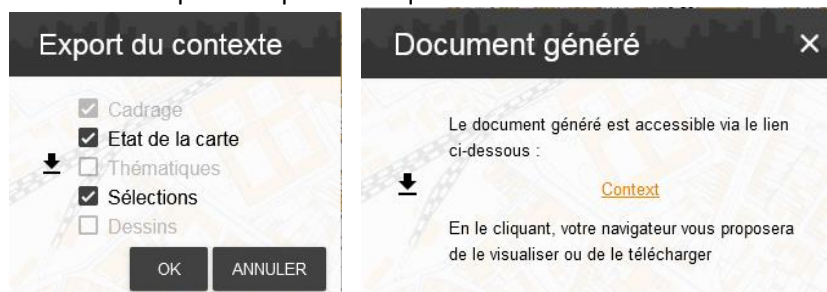 Export du contexte
Cadrage
Etat de la carte
Thématiques
Sélections
Dessins
OK
ANNULER
Document généré
Le document généré est accessible via le lien
ci-dessous :
Context
En le cliquant, votre navigateur vous proposera
de le visualiser ou de le télécharger